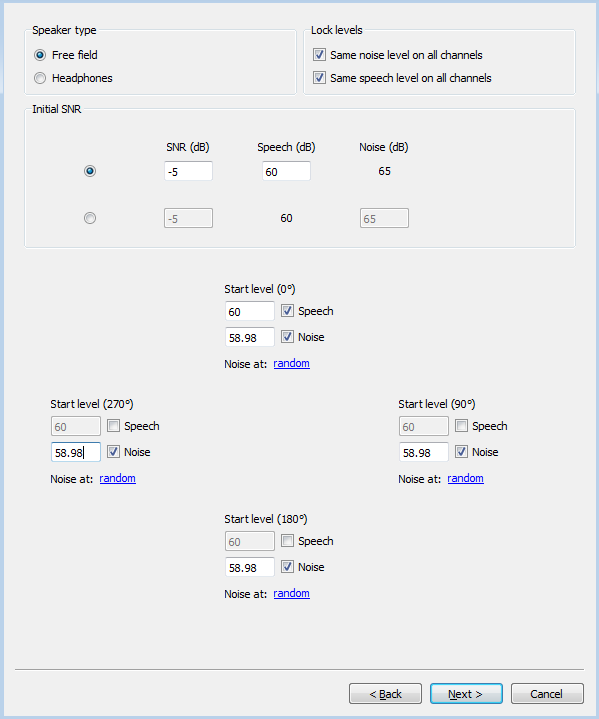 Speaker type
Free field
Headphones
Lock levels
Same noise level on all channels
Same speech level on all channels
Initial SNR
SNR (dB) Speech (dB) Noise (dB)
-5 60 65
-5 60 65
Start level (0°)
60 Speech
58.98 Noise
Noise at: random
Start level (270°)
60 Speech
58.98 Noise
Noise at: random
Start level (90°)
60 Speech
58.98 Noise
Noise at: random
Start level (180°)
60 Speech
58.98 Noise
Noise at: random
< Back Next > Cancel